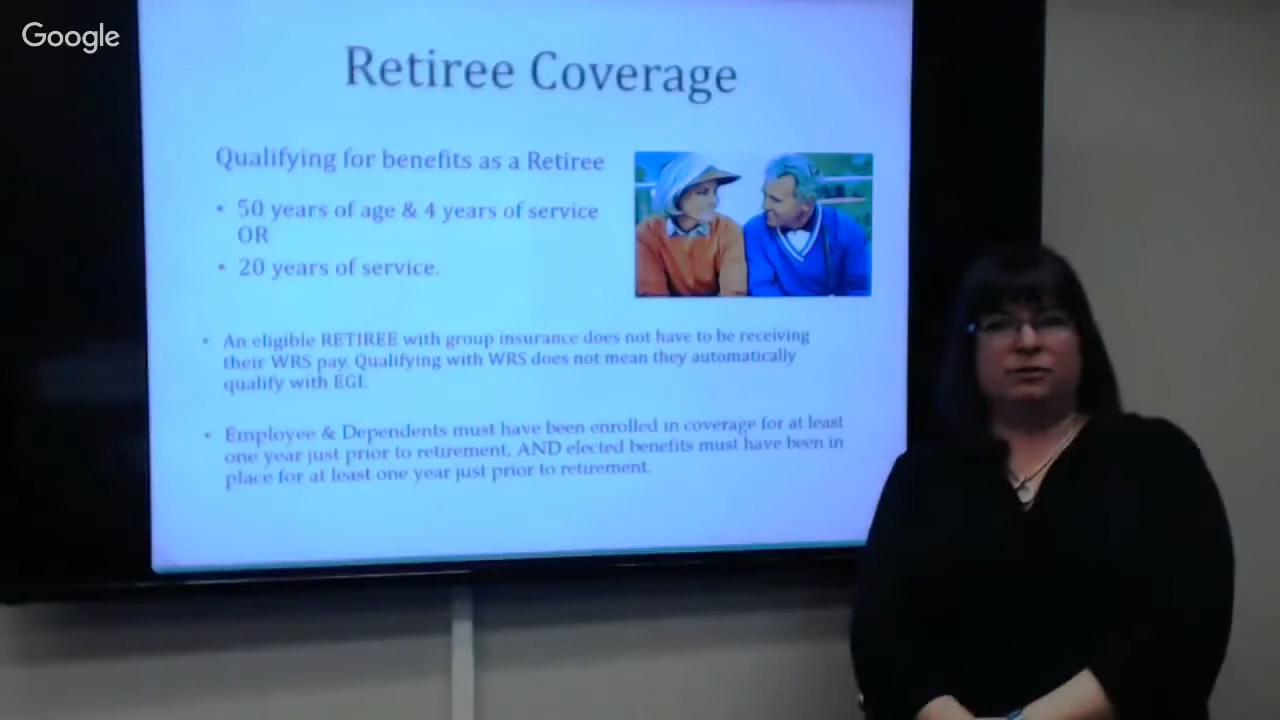 Google
Retiree Coverage
Qualifying for benefits as a Retiree
• 50 years of age & 4 years of service
OR
• 20 years of service.
• An eligible RETIREE with group insurance does not have to be receiving
their WRS pay. Qualifying with WRS does not mean they automatically
qualify with EGI.
• Employee & Dependents must have been enrolled in coverage for at least
one year just prior to retirement, AND elected benefits must have been in
place for at least one year just prior to retirement.